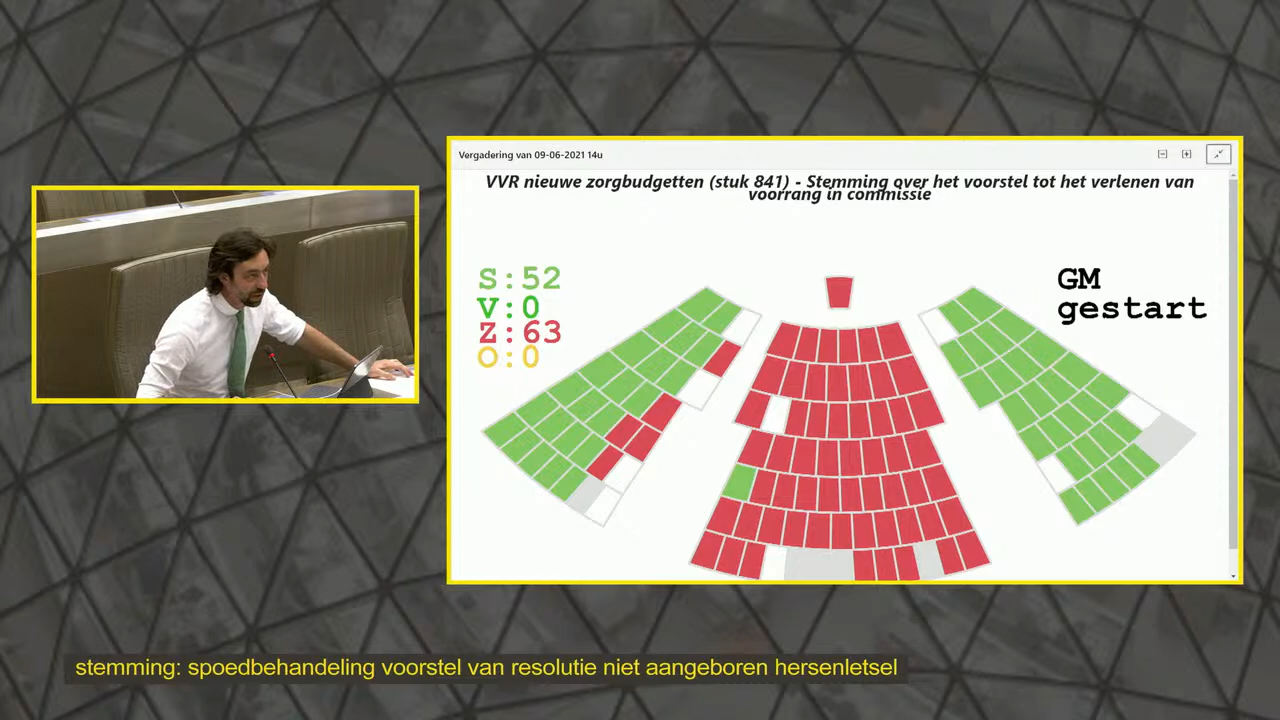 Vergadering van 09-06-2021 14u
VVR nieuwe zorgbudgetten (stuk 841) - Stemming over het voorstel tot het verlenen van
voorrang in commissie
S:52
V:0
Z:63
O:0
GM
gestart
stemming: spoedbehandeling voorstel van resolutie niet aangeboren hersenletsel